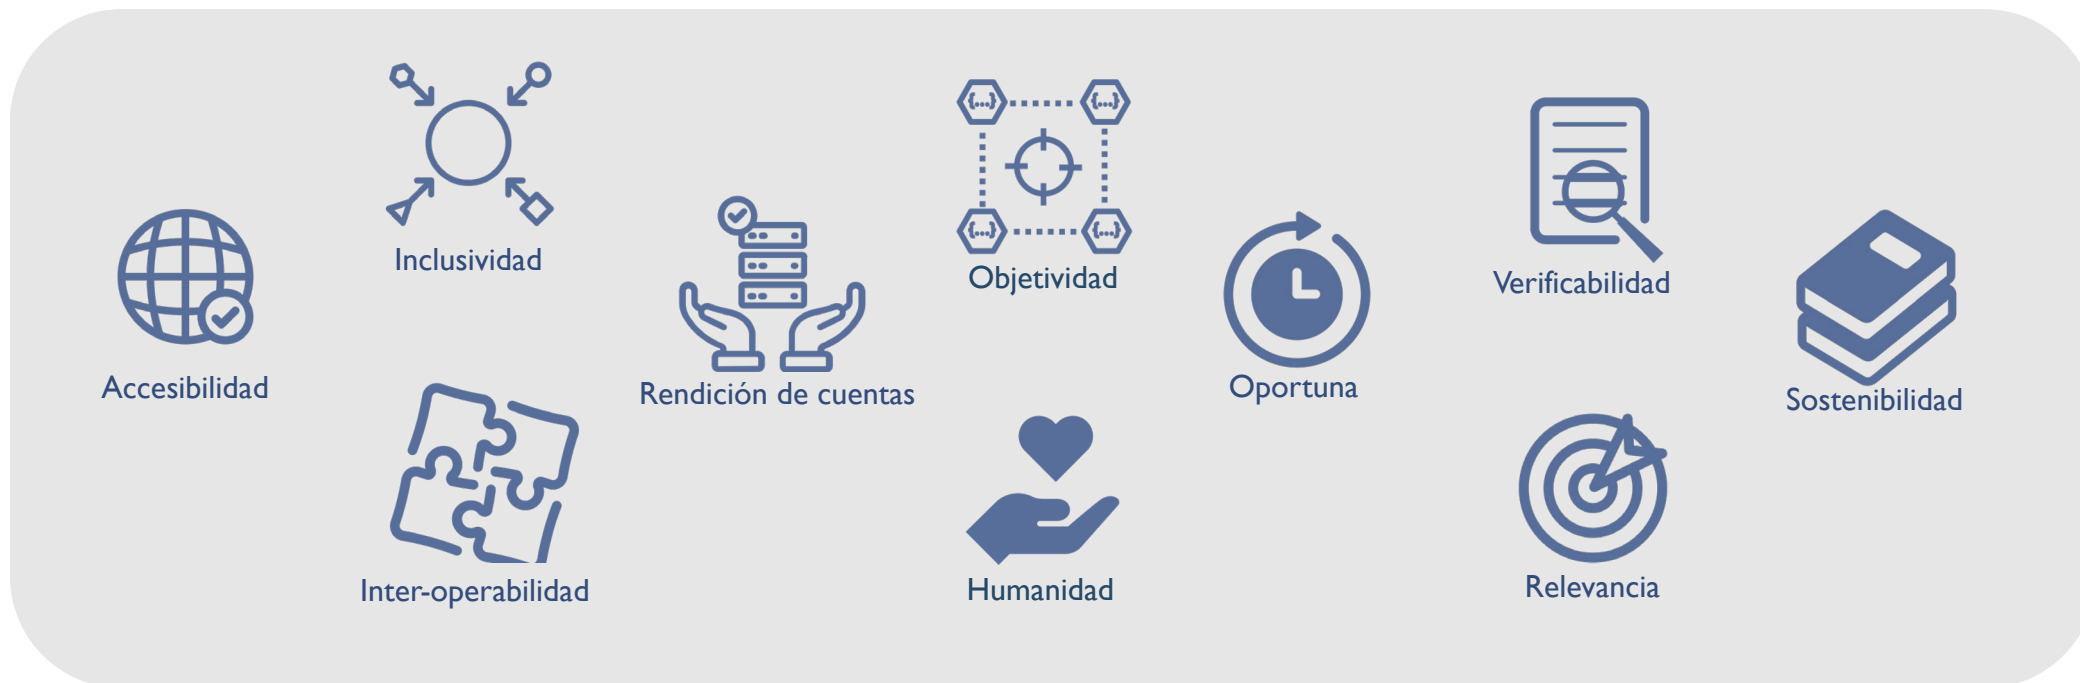 Accesibilidad
Inclusividad
Inter-operabilidad
Rendición de cuentas
{...}
{...}
{...}
{...}
Objetividad
Humanidad
Oportuna
Verificabilidad
Relevancia
Sostenibilidad